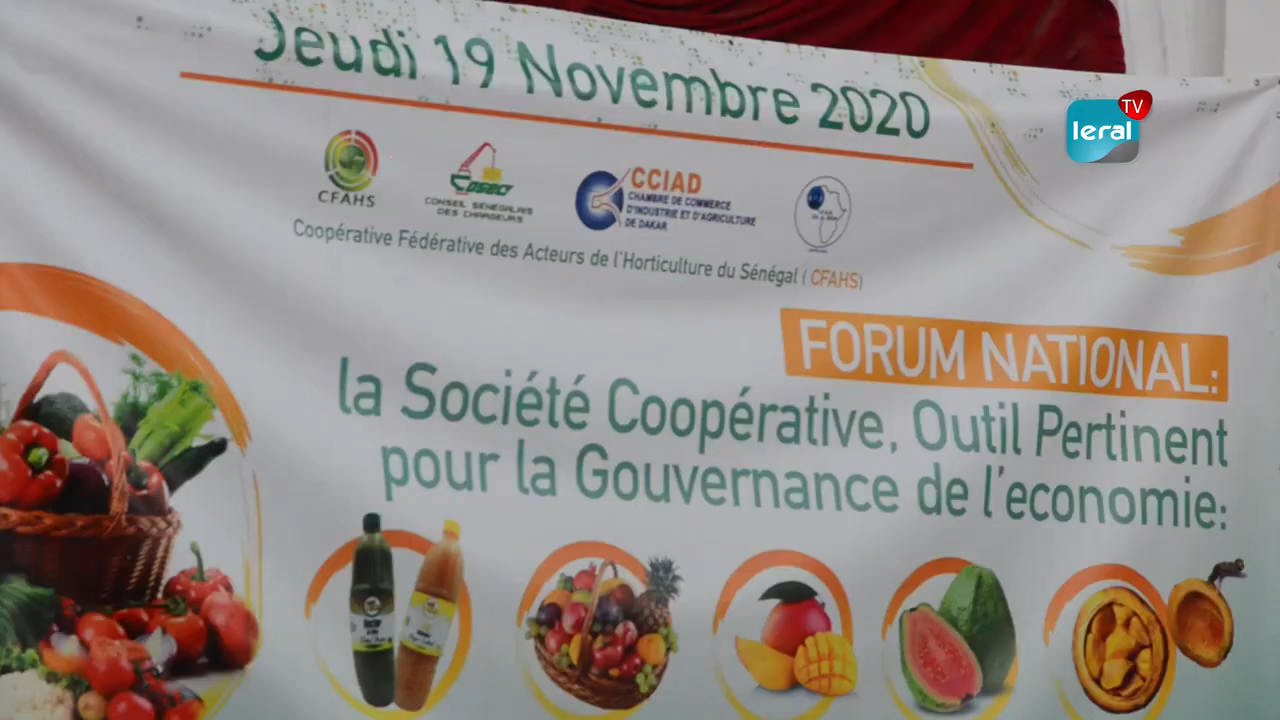 Jeudi 19 Novembre 2020
TV
leral
CFAHS
COSEC
CONSEIL SENEGALAIS
DES CHARGEURS
CCIAD
CHAMBRE DE COMMERCE
D'INDUSTRIE ET D'AGRICULTURE
DE DAKAR
Coopérative Fédérative des Acteurs de l'Horticulture du Sénégal ( CFAHS)
FORUM NATIONAL:
la Société Coopérative, Outil Pertinent
pour la Gouvernance de l'economie: